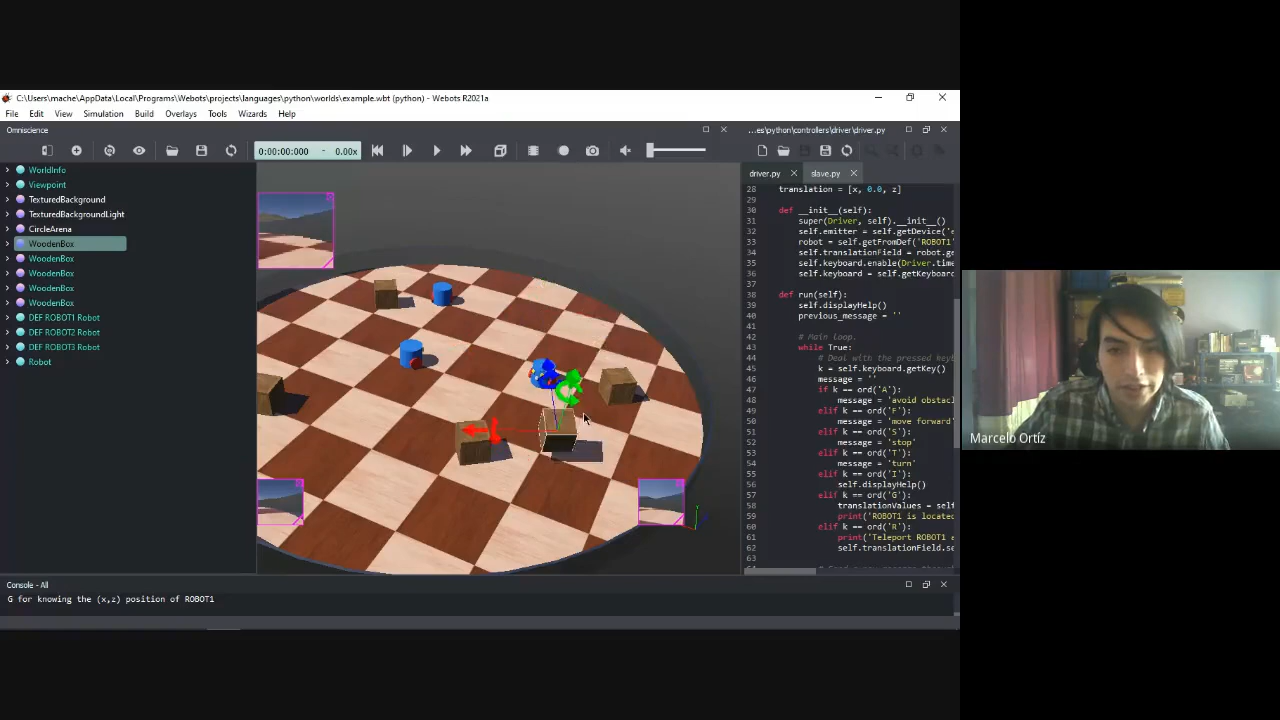 C:\Users\mache\AppData\Local\Programs\Webots\projects\languages\python\worlds\example.wbt (python) - Webots R2021a
File Edit View Simulation Build Overlays Tools Wizards Help
Omniscience
0:00:00:000 - 0.00x
WorldInfo
Viewpoint
TexturedBackground
TexturedBackgroundLight
CircleArena
WoodenBox
WoodenBox
WoodenBox
WoodenBox
WoodenBox
DEF ROBOT1 Robot
DEF ROBOT2 Robot
DEF ROBOT3 Robot
Robot
...es\python\controllers\driver\driver.py
driver.py slave.py
28 translation = [x, 0.0, z]
29
30 def __init__(self):
31 super(Driver, self).__init__()
32 self.emitter = self.getDevice('e
33 robot = self.getFromDef('ROBOT1'
34 self.translationField = robot.ge
35 self.keyboard.enable(Driver.time
36 self.keyboard = self.getKeyboard
37
38 def run(self):
39 self.displayHelp()
40 previous_message = ''
41
42 # Main loop.
43 while True:
44 # Deal with the pressed keyb
45 k = self.keyboard.getKey()
46 message = ''
47 if k == ord('A'):
48 message = 'avoid obstac
49 elif k == ord('F'):
50 message = 'move forward'
51 elif k == ord('S'):
52 message = 'stop'
53 elif k == ord('T'):
54 message = 'turn'
55 elif k == ord('I'):
56 self.displayHelp()
57 elif k == ord('G'):
58 translationValues = self
59 print('ROBOT1 is located
60 elif k == ord('R'):
61 print('Teleport ROBOT1 a
62 self.translationField.se
63
Console - All
G for knowing the (x,z) position of ROBOT1
Marcelo Ortíz